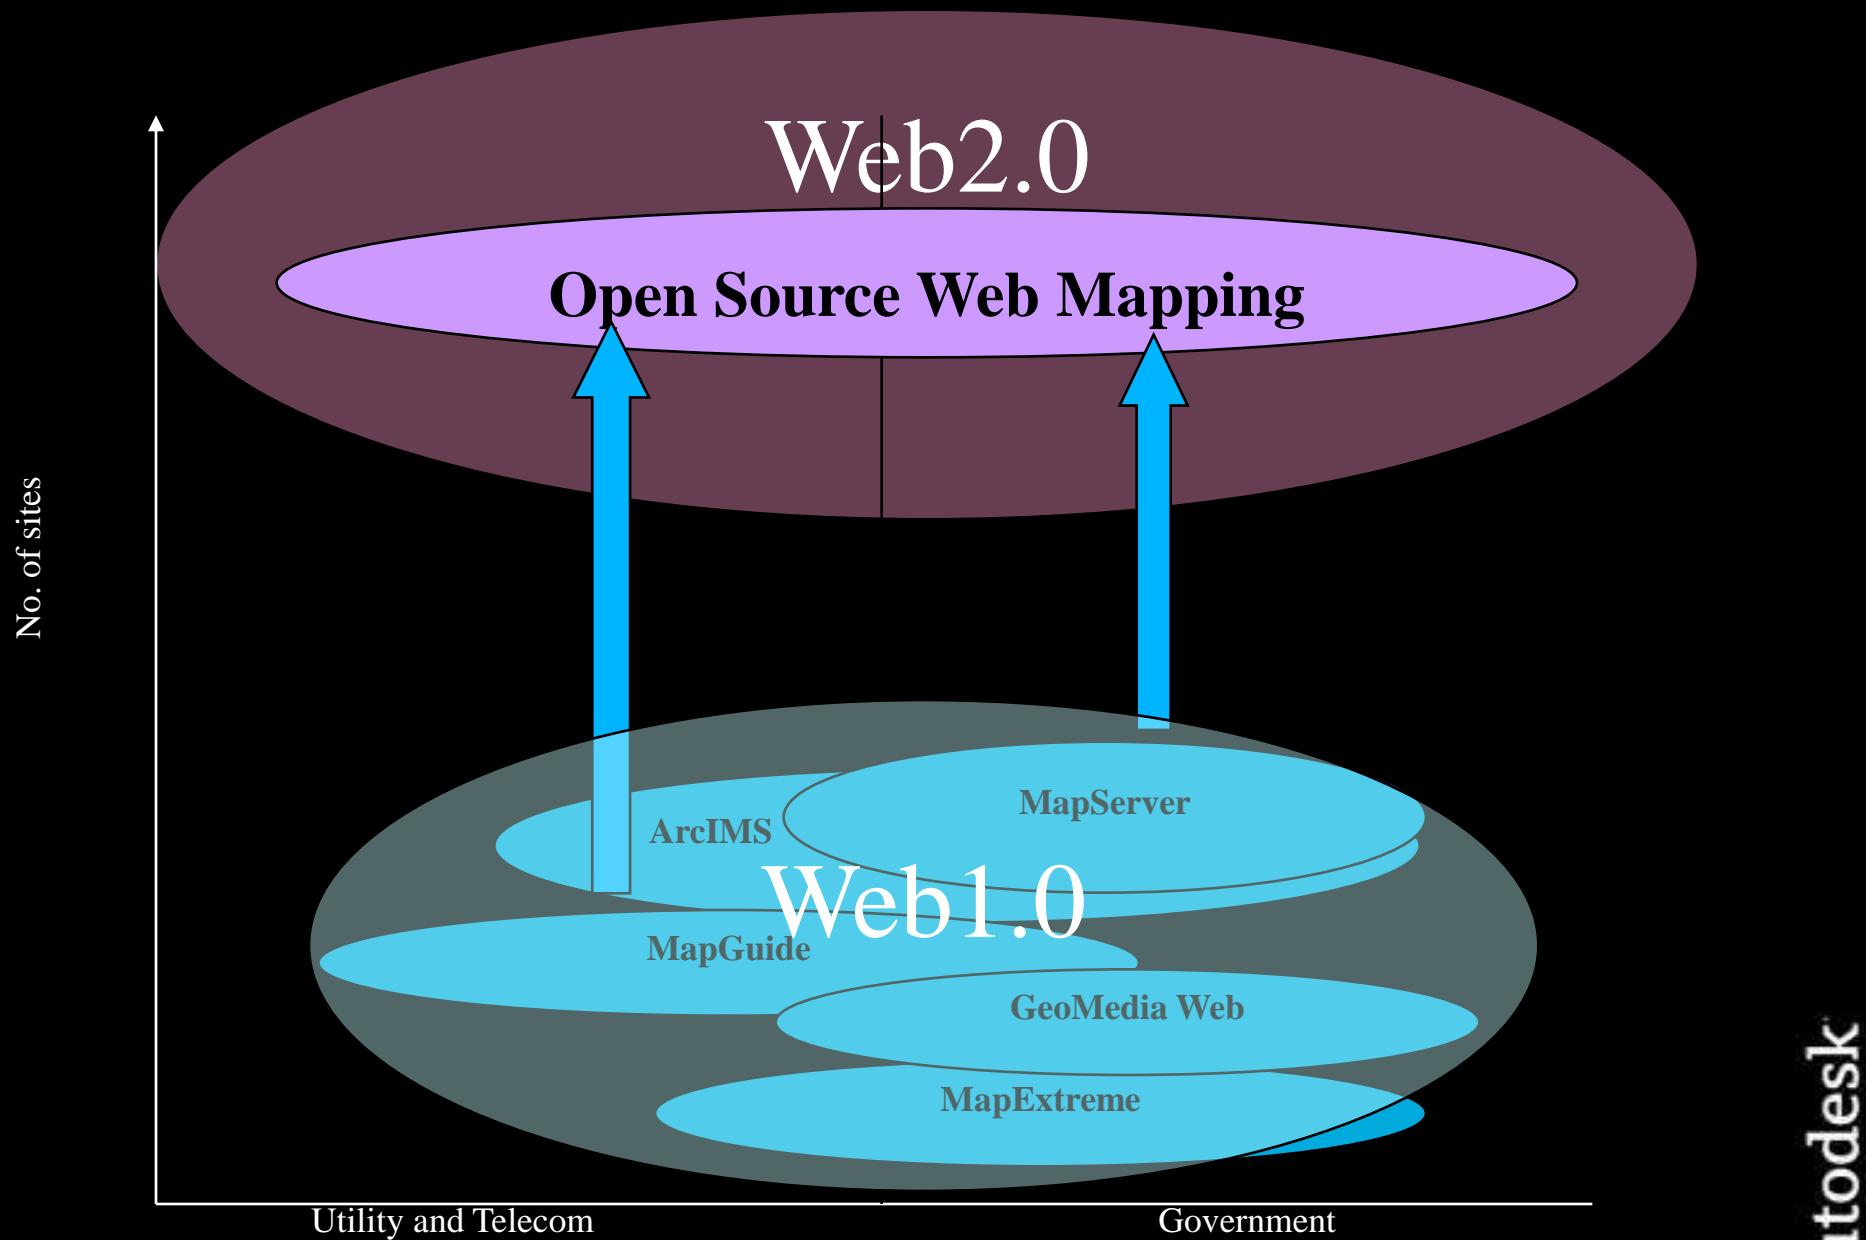 Web2.0
Open Source Web Mapping
No. of sites
MapServer
ArcIMS
Web1.0
MapGuide
GeoMedia Web
MapExtreme
Utility and Telecom
Government
utodesk